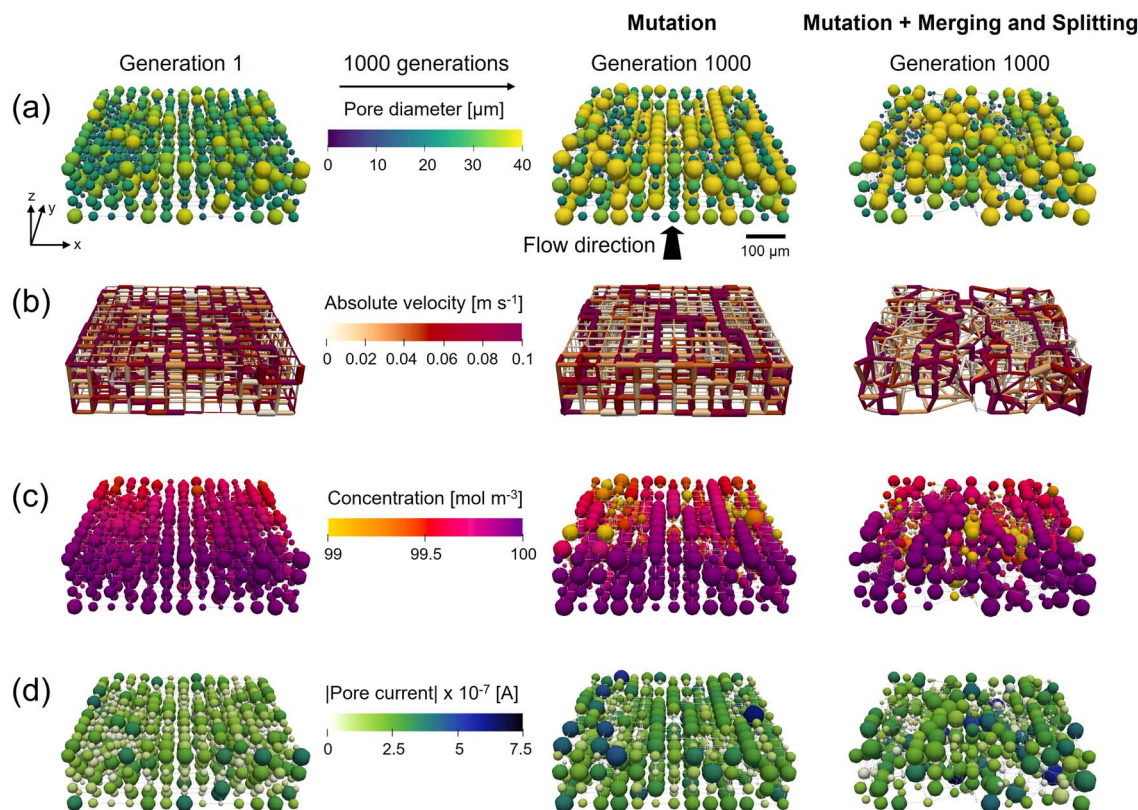 Mutation
Mutation + Merging and Splitting
Generation 1
1000 generations
Generation 1000
Generation 1000
(a)
Pore diameter [µm]
0 10 20 30 40
z
y
x
Flow direction
100 µm
(b)
Absolute velocity [m s⁻¹]
0 0.02 0.04 0.06 0.08 0.1
(c)
Concentration [mol m⁻³]
99 99.5 100
(d)
|Pore current| x 10⁻⁷ [A]
0 2.5 5 7.5